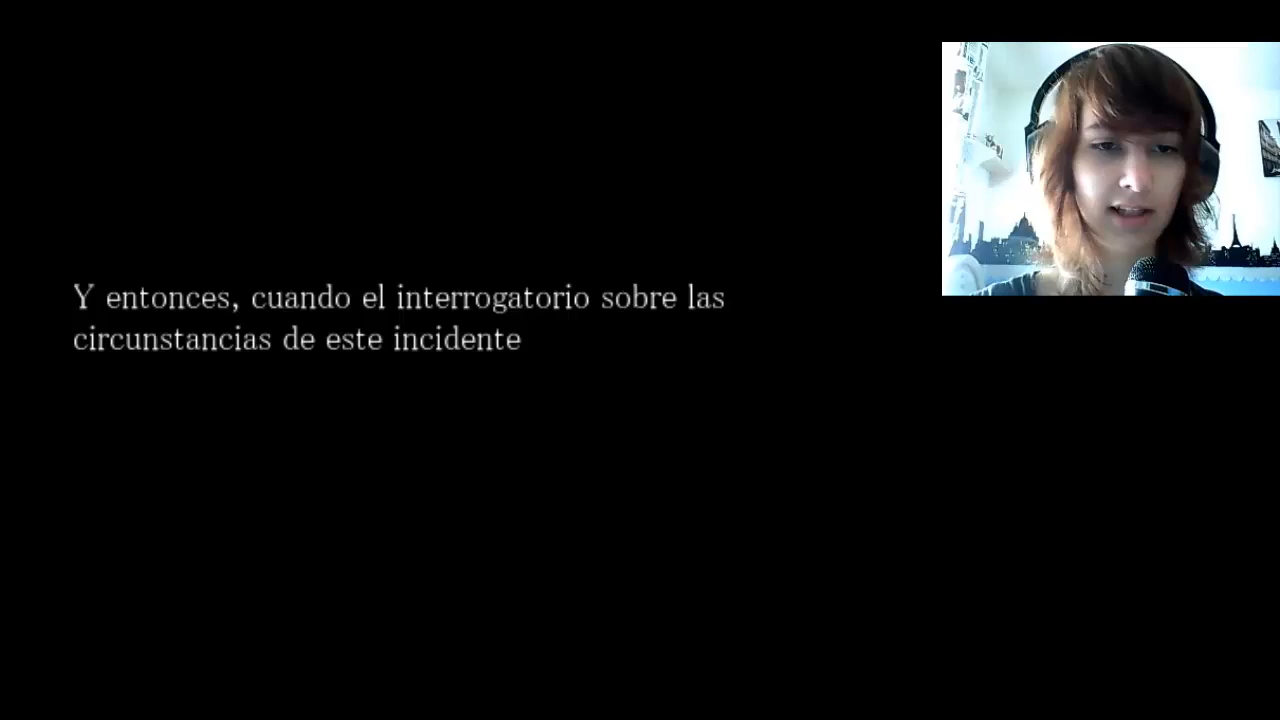 Y entonces, cuando el interrogatorio sobre las
circunstancias de este incidente